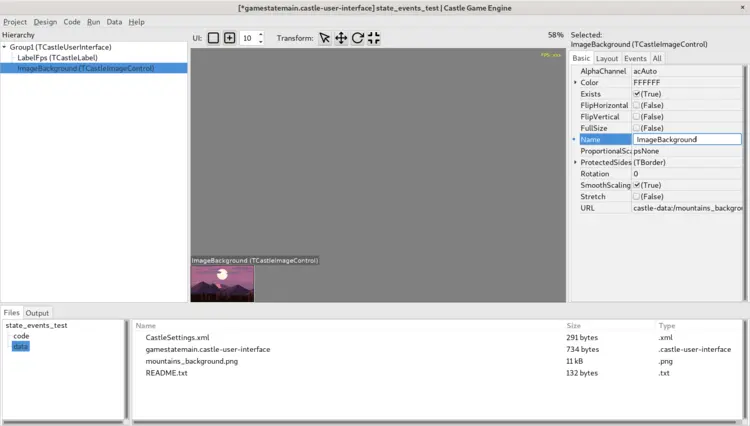 [*gamestatemain.castle-user-interface] state_events_test | Castle Game Engine
Project Design Code Run Data Help
Hierarchy
Group1 (TCastleUserInterface)
LabelFps (TCastleLabel)
ImageBackground (TCastleImageControl)
UI: 10 Transform: 58%
FPS: xxx
ImageBackground (TCastleImageControl)
Selected:
ImageBackground (TCastleImageControl)
Basic Layout Events All
AlphaChannel acAuto
Color FFFFFF
Exists (True)
FlipHorizontal (False)
FlipVertical (False)
FullSize (False)
Name ImageBackground
ProportionalSca psNone
ProtectedSides (TBorder)
Rotation 0
SmoothScaling (True)
Stretch (False)
URL castle-data:/mountains_backgrou
Files Output
state_events_test
code
data
Name Size Type
CastleSettings.xml 291 bytes .xml
gamestatemain.castle-user-interface 734 bytes .castle-user-interface
mountains_background.png 11 kB .png
README.txt 132 bytes .txt